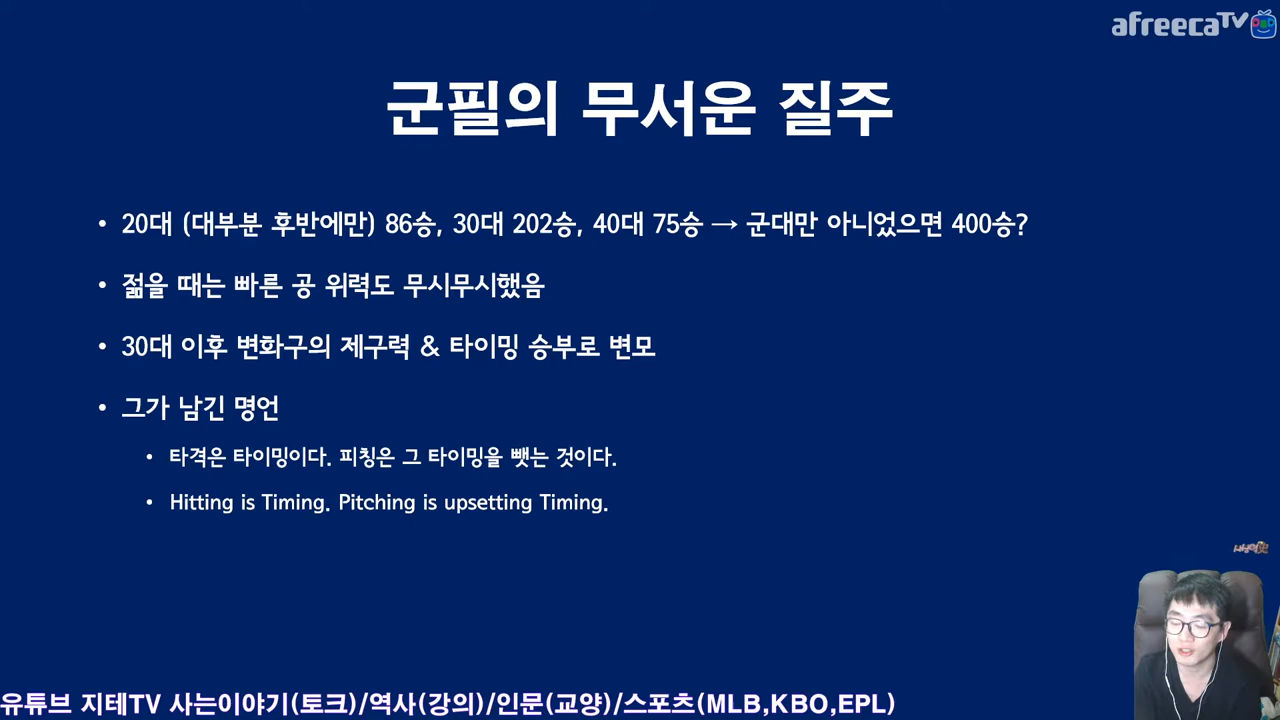 afreecaTV
군필의 무서운 질주
• 20대 (대부분 후반에만) 86승, 30대 202승, 40대 75승 → 군대만 아니었으면 400승?
• 젊을 때는 빠른 공 위력도 무시무시했음
• 30대 이후 변화구의 제구력 & 타이밍 승부로 변모
• 그가 남긴 명언
• 타격은 타이밍이다. 피칭은 그 타이밍을 뺏는 것이다.
• Hitting is Timing. Pitching is upsetting Timing.
유튜브 지테TV 사는이야기(토크)/역사(강의)/인문(교양)/스포츠(MLB,KBO,EPL)